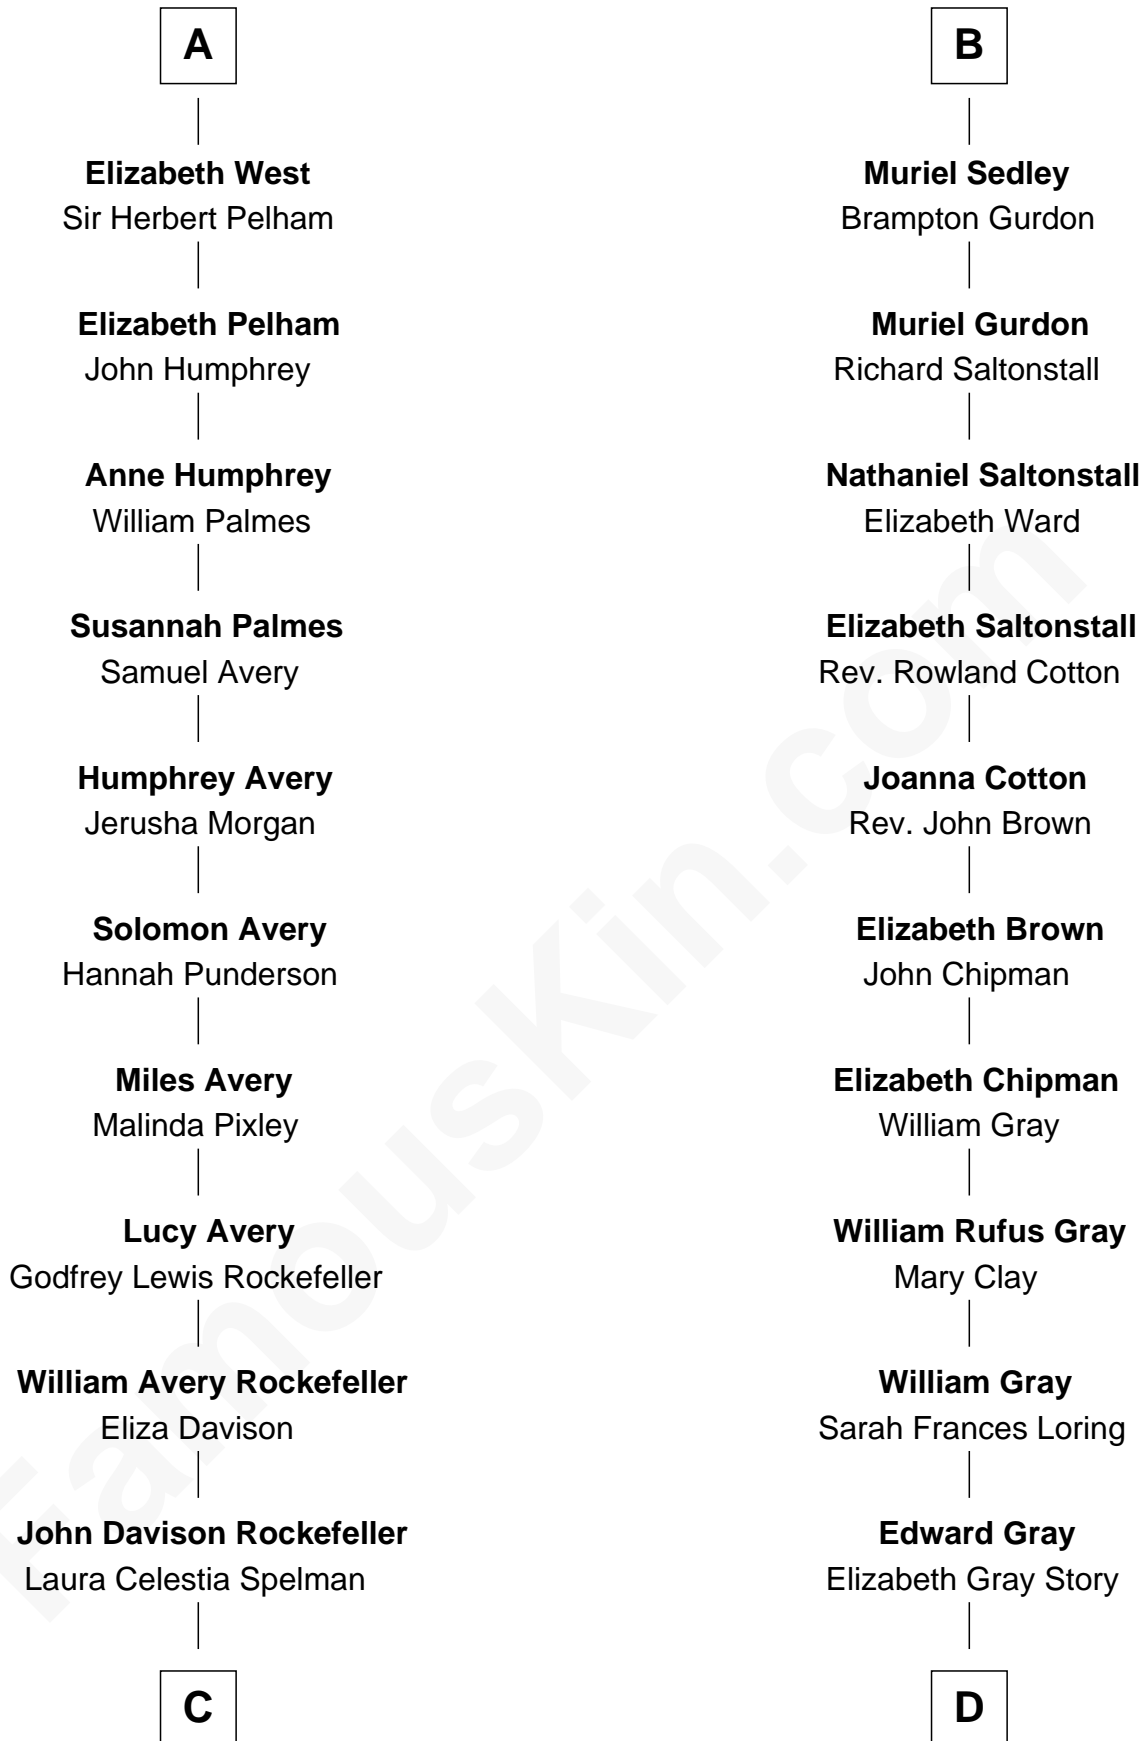 A
Elizabeth West
Sir Herbert Pelham
Elizabeth Pelham
John Humphrey
Anne Humphrey
William Palmes
Susannah Palmes
Samuel Avery
Humphrey Avery
Jerusha Morgan
Solomon Avery
Hannah Punderson
Miles Avery
Malinda Pixley
Lucy Avery
Godfrey Lewis Rockefeller
William Avery Rockefeller
Eliza Davison
John Davison Rockefeller
Laura Celestia Spelman
C
B
Muriel Sedley
Brampton Gurdon
Muriel Gurdon
Richard Saltonstall
Nathaniel Saltonstall
Elizabeth Ward
Elizabeth Saltonstall
Rev. Rowland Cotton
Joanna Cotton
Rev. John Brown
Elizabeth Brown
John Chipman
Elizabeth Chipman
William Gray
William Rufus Gray
Mary Clay
William Gray
Sarah Frances Loring
Edward Gray
Elizabeth Gray Story
D
FamousKin.com